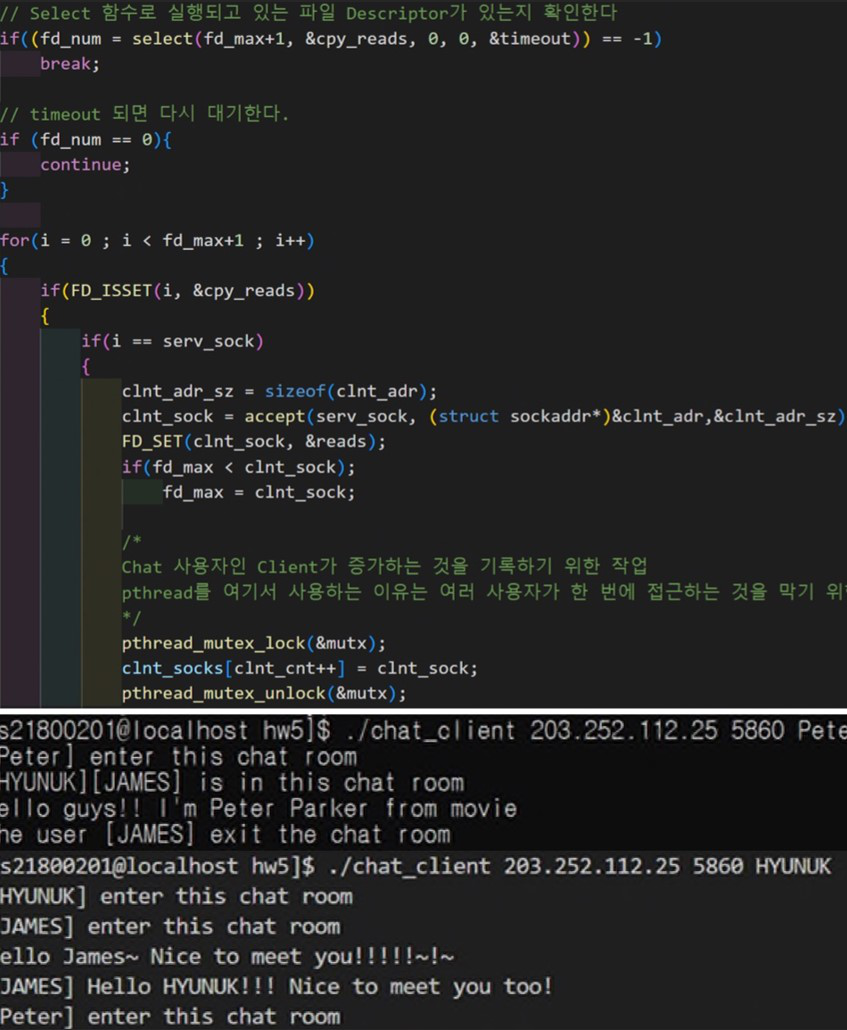 // Select 함수로 실행되고 있는 파일 Descriptor가 있는지 확인한다
if((fd_num = select(fd_max+1, &cpy_reads, 0, 0, &timeout)) == -1)
break;
// timeout 되면 다시 대기한다.
if (fd_num == 0){
continue;
}
for(i = 0 ; i < fd_max+1 ; i++)
{
if(FD_ISSET(i, &cpy_reads))
{
if(i == serv_sock)
{
clnt_adr_sz = sizeof(clnt_adr);
clnt_sock = accept(serv_sock, (struct sockaddr*)&clnt_adr,&clnt_adr_sz)
FD_SET(clnt_sock, &reads);
if(fd_max < clnt_sock);
fd_max = clnt_sock;
/*
Chat 사용자인 Client가 증가하는 것을 기록하기 위한 작업
pthread를 여기서 사용하는 이유는 여러 사용자가 한 번에 접근하는 것을 막기 위
*/
pthread_mutex_lock(&mutx);
clnt_socks[clnt_cnt++] = clnt_sock;
pthread_mutex_unlock(&mutx);
s21800201@localhost hw5]$ ./chat_client 203.252.112.25 5860 Pete
Peter] enter this chat room
HYUNUK][JAMES] is in this chat room
ello guys!! I'm Peter Parker from movie
he user [JAMES] exit the chat room
s21800201@localhost hw5]$ ./chat_client 203.252.112.25 5860 HYUNUK
HYUNUK] enter this chat room
JAMES] enter this chat room
ello James~ Nice to meet you!!!!!~!~
JAMES] Hello HYUNUK!!! Nice to meet you too!
Peter] enter this chat room